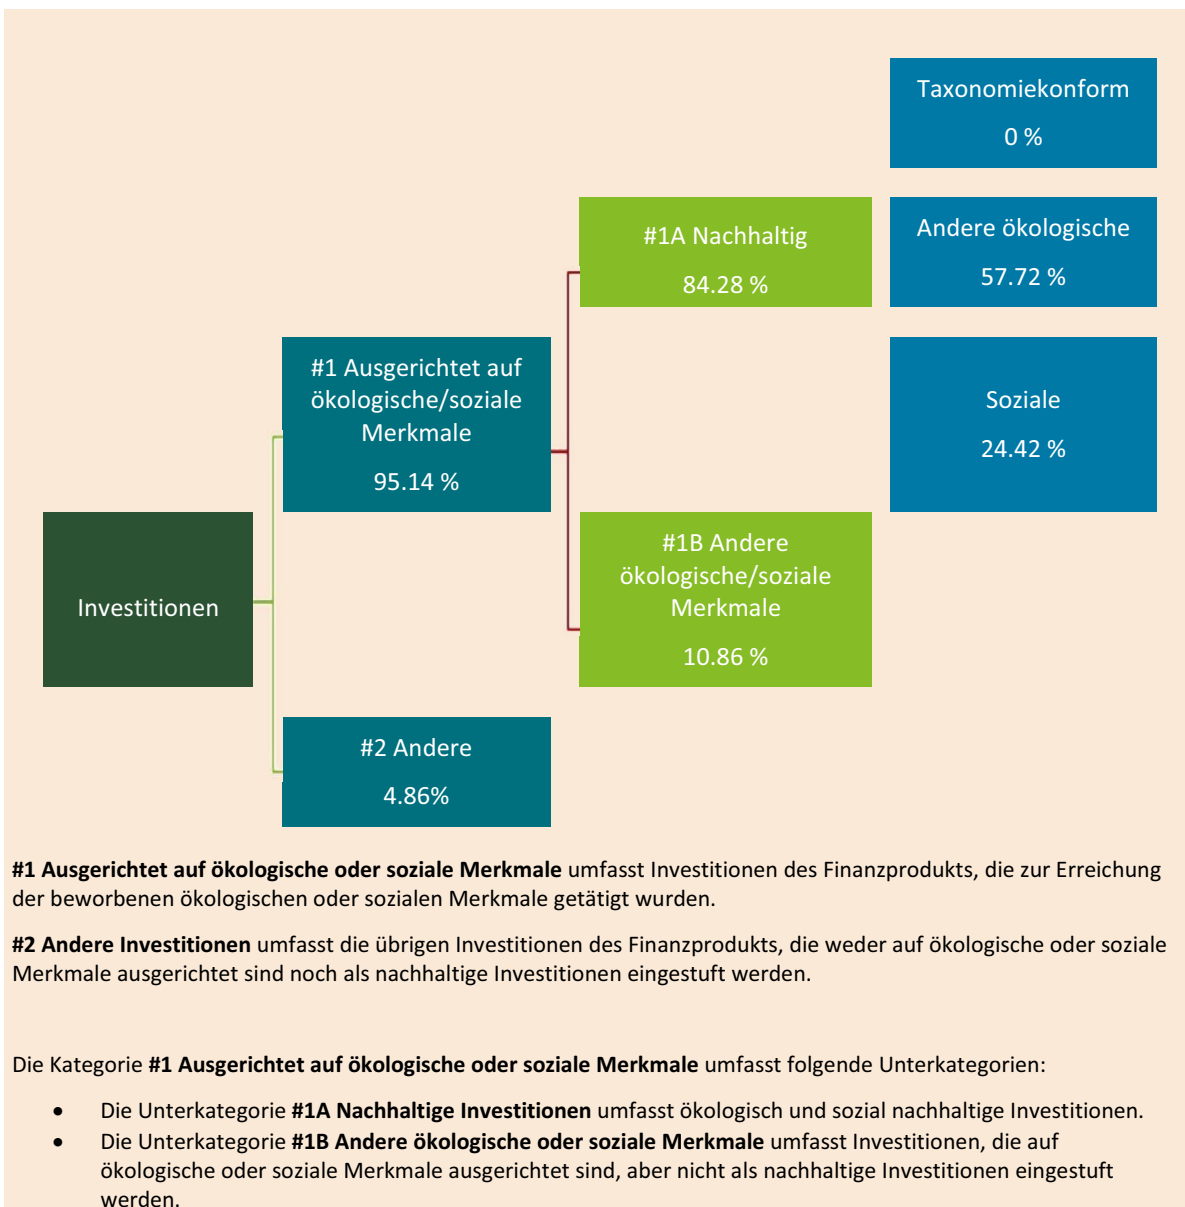 Taxonomiekonform
0 %
#1A Nachhaltig
84.28 %
Andere ökologische
57.72 %
#1 Ausgerichtet auf
ökologische/soziale
Merkmale
95.14 %
Soziale
24.42 %
Investitionen
#1B Andere
ökologische/soziale
Merkmale
10.86 %
#2 Andere
4.86%
#1 Ausgerichtet auf ökologische oder soziale Merkmale umfasst Investitionen des Finanzprodukts, die zur Erreichung
der beworbenen ökologischen oder sozialen Merkmale getätigt wurden.
#2 Andere Investitionen umfasst die übrigen Investitionen des Finanzprodukts, die weder auf ökologische oder soziale
Merkmale ausgerichtet sind noch als nachhaltige Investitionen eingestuft werden.
Die Kategorie #1 Ausgerichtet auf ökologische oder soziale Merkmale umfasst folgende Unterkategorien:
• Die Unterkategorie #1A Nachhaltige Investitionen umfasst ökologisch und sozial nachhaltige Investitionen.
• Die Unterkategorie #1B Andere ökologische oder soziale Merkmale umfasst Investitionen, die auf
ökologische oder soziale Merkmale ausgerichtet sind, aber nicht als nachhaltige Investitionen eingestuft
werden.